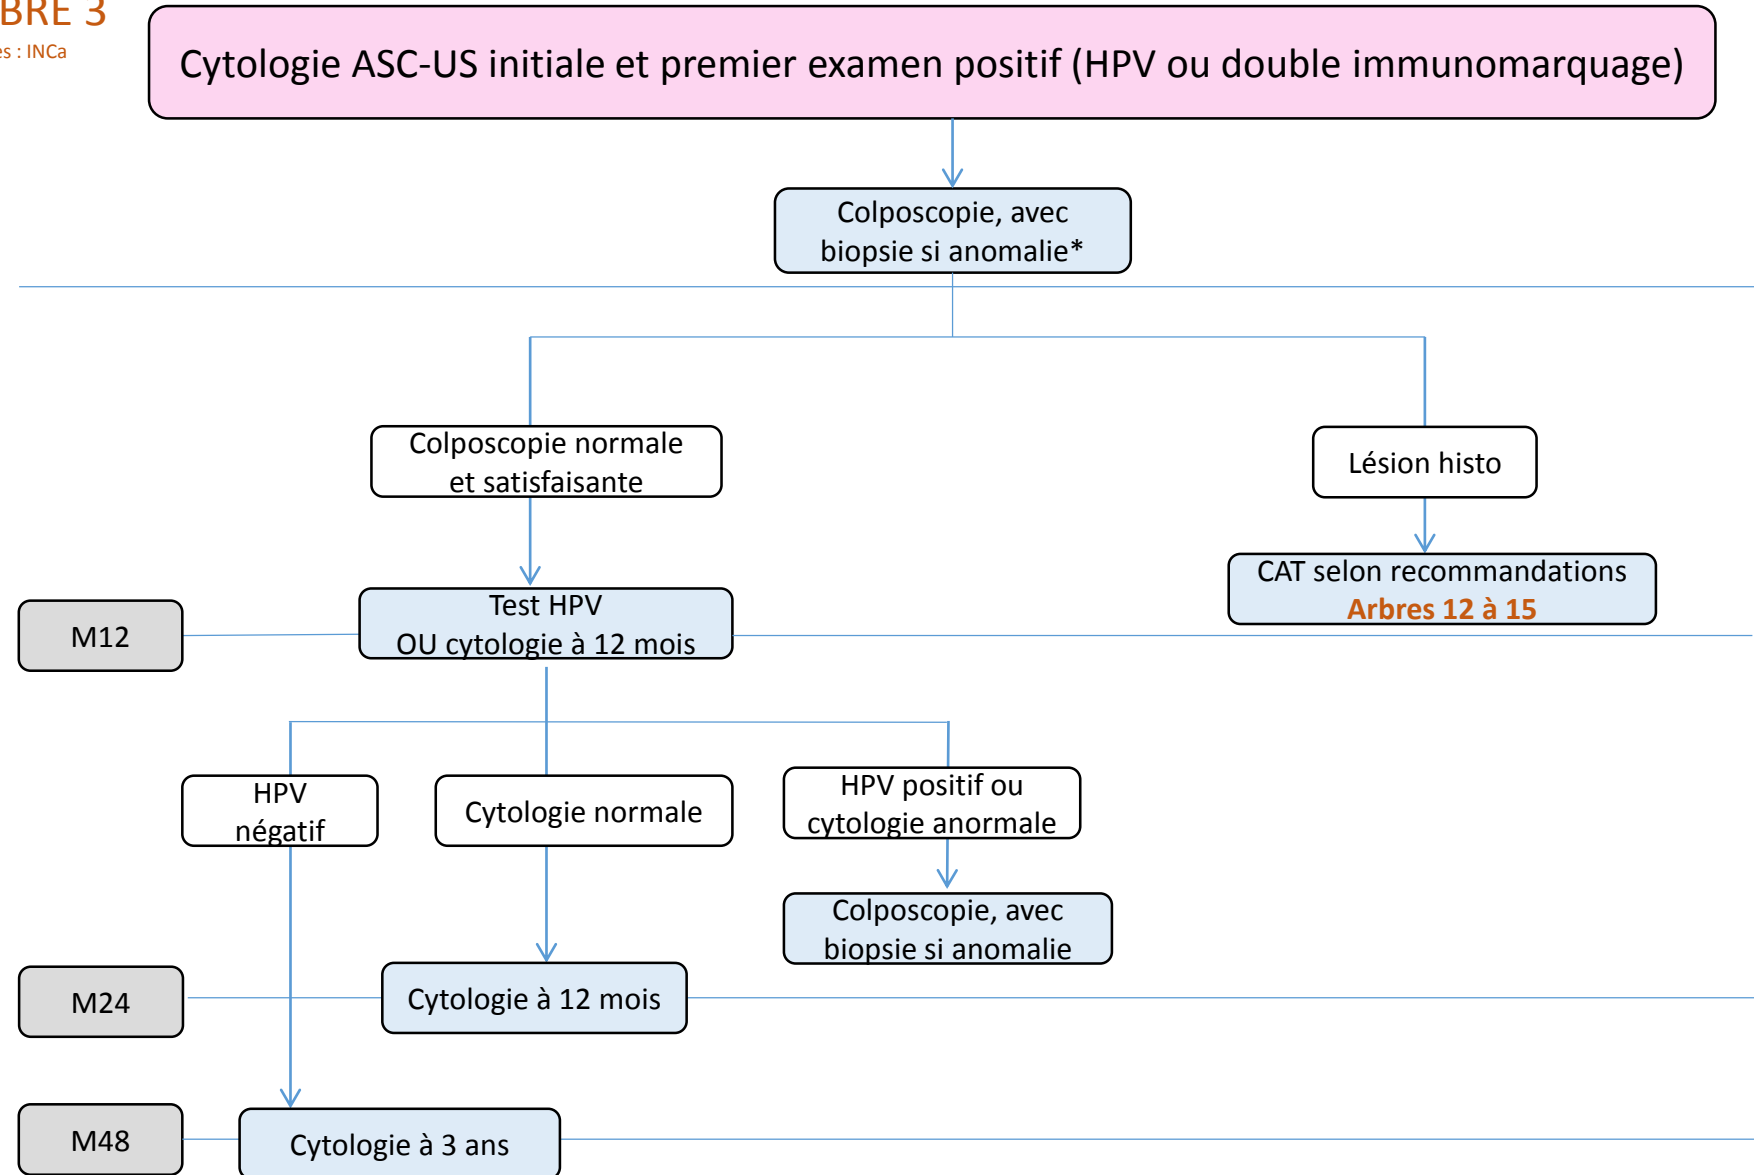 BRE 3
es : INCa
Cytologie ASC-US initiale et premier examen positif (HPV ou double immunomarquage)
Colposcopie, avec
biopsie si anomalie*
Colposcopie normale
et satisfaisante
Lésion histo
CAT selon recommandations
Arbres 12 à 15
M12
Test HPV
OU cytologie à 12 mois
HPV
négatif
Cytologie normale
HPV positif ou
cytologie anormale
Colposcopie, avec
biopsie si anomalie
M24
Cytologie à 12 mois
M48
Cytologie à 3 ans